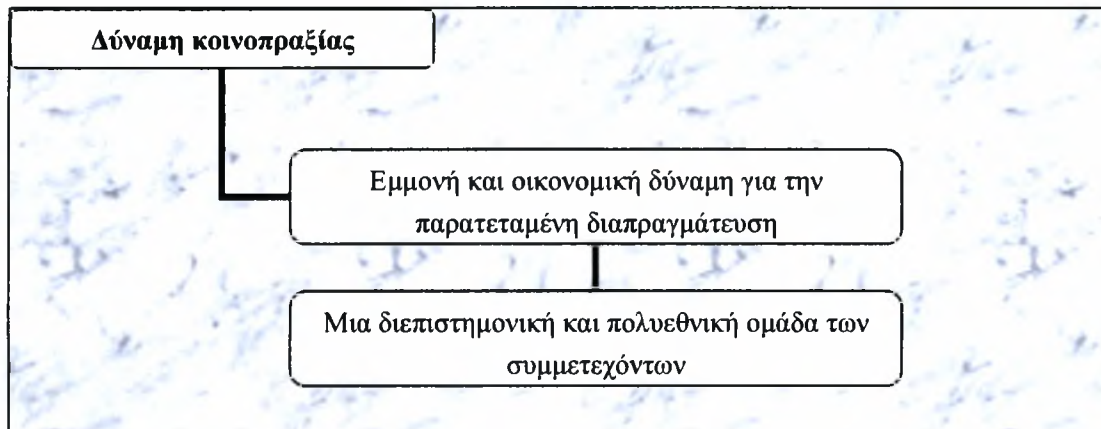 Δύναμη κοινοπραξίας
Εμμονή και οικονομική δύναμη για την
παρατεταμένη διαπραγμάτευση
Μια διεπιστημονική και πολυεθνική ομάδα των
συμμετεχόντων